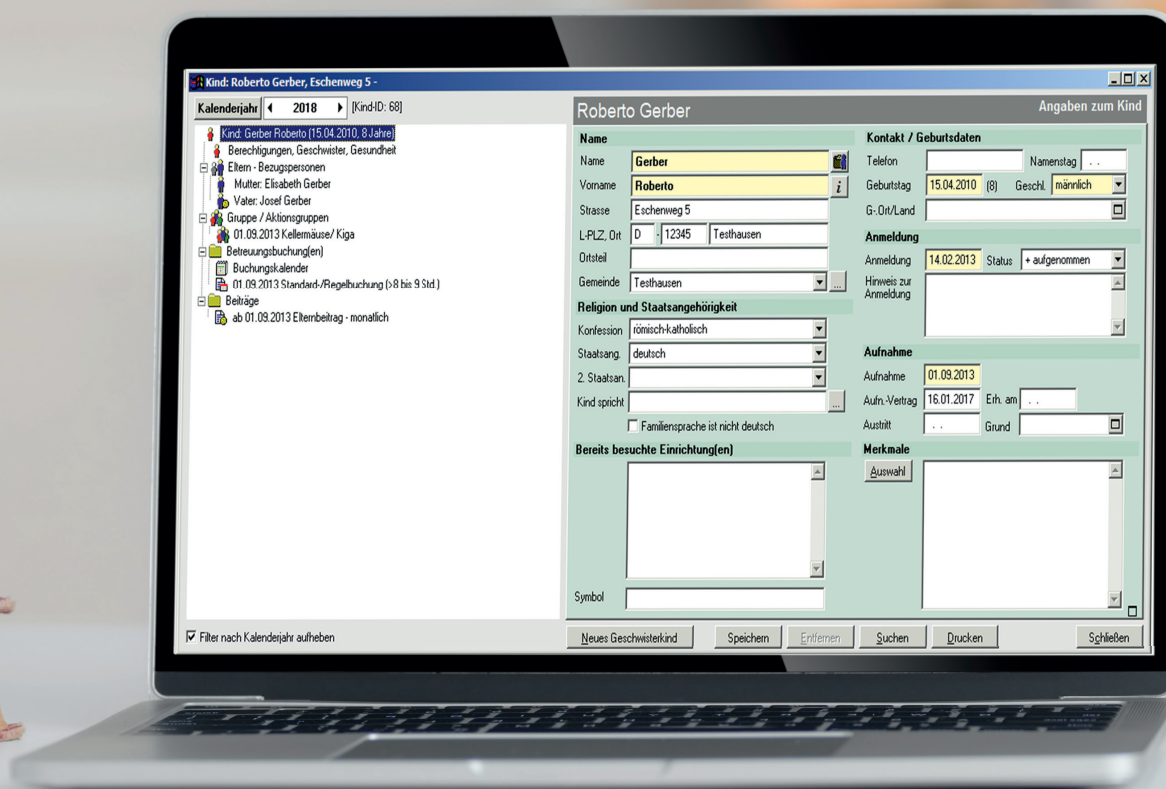 Kind: Roberto Gerber, Eschenweg 5 -
Kalenderjahr 2018 [Kind-ID: 68]
Kind: Gerber Roberto (15.04.2010, 8 Jahre)
Berechtigungen, Geschwister, Gesundheit
Eltern - Bezugspersonen
Mutter: Elisabeth Gerber
Vater: Josef Gerber
Gruppe / Aktionsgruppen
01.09.2013 Kellermäuse/ Kiga
Betreuungsbuchung(en)
Buchungskalender
01.09.2013 Standard-/Regelbuchung (>8 bis 9 Std.)
Beiträge
ab 01.09.2013 Elternbeitrag - monatlich
Filter nach Kalenderjahr aufheben
Roberto Gerber Angaben zum Kind
Name
Name Gerber
Vorname Roberto i
Strasse Eschenweg 5
L-PLZ, Ort D - 12345 Testhausen
Ortsteil
Gemeinde Testhausen ...
Religion und Staatsangehörigkeit
Konfession römisch-katholisch
Staatsang. deutsch
2. Staatsan.
Kind spricht ...
Familiensprache ist nicht deutsch
Bereits besuchte Einrichtung(en)
Symbol
Kontakt / Geburtsdaten
Telefon Namenstag . .
Geburtstag 15.04.2010 (8) Geschl. männlich
G-.Ort/Land
Anmeldung
Anmeldung 14.02.2013 Status + aufgenommen
Hinweis zur
Anmeldung
Aufnahme
Aufnahme 01.09.2013
Aufn.-Vertrag 16.01.2017 Erh. am . .
Austritt . . Grund
Merkmale
Auswahl
Neues Geschwisterkind Speichern Entfernen Suchen Drucken Schließen